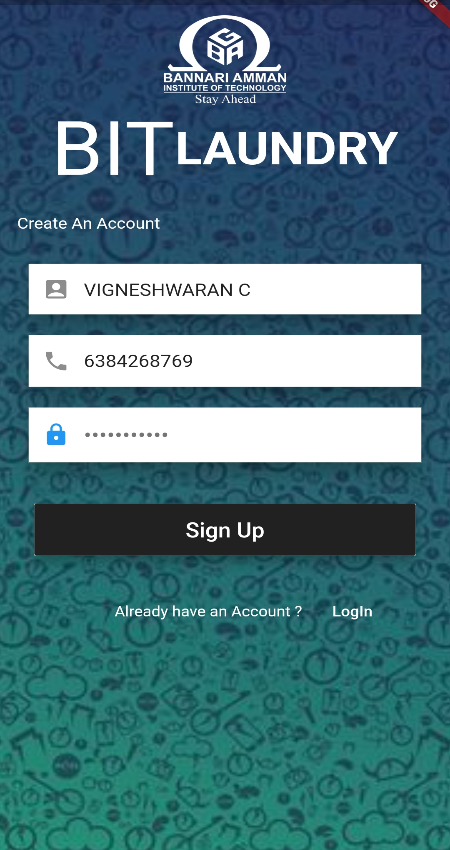 BANNARI AMMAN
INSTITUTE OF TECHNOLOGY
Stay Ahead
BIT LAUNDRY
Create An Account
VIGNESHWARAN C
6384268769
•••••••••••
Sign Up
Already have an Account ? LogIn